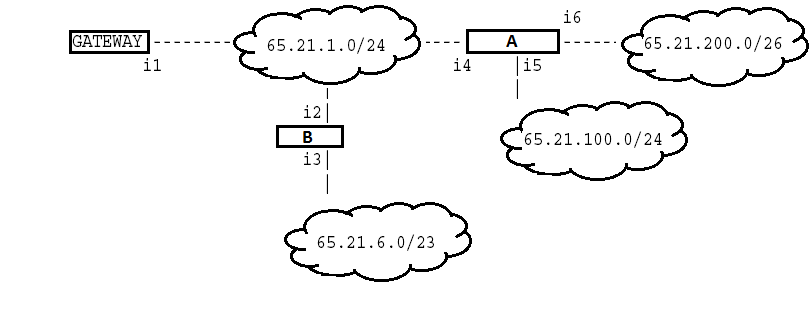 i6
GATEWAY
65.21.1.0/24
A
65.21.200.0/26
i1
i4
i5
i2
B
65.21.100.0/24
i3
65.21.6.0/23